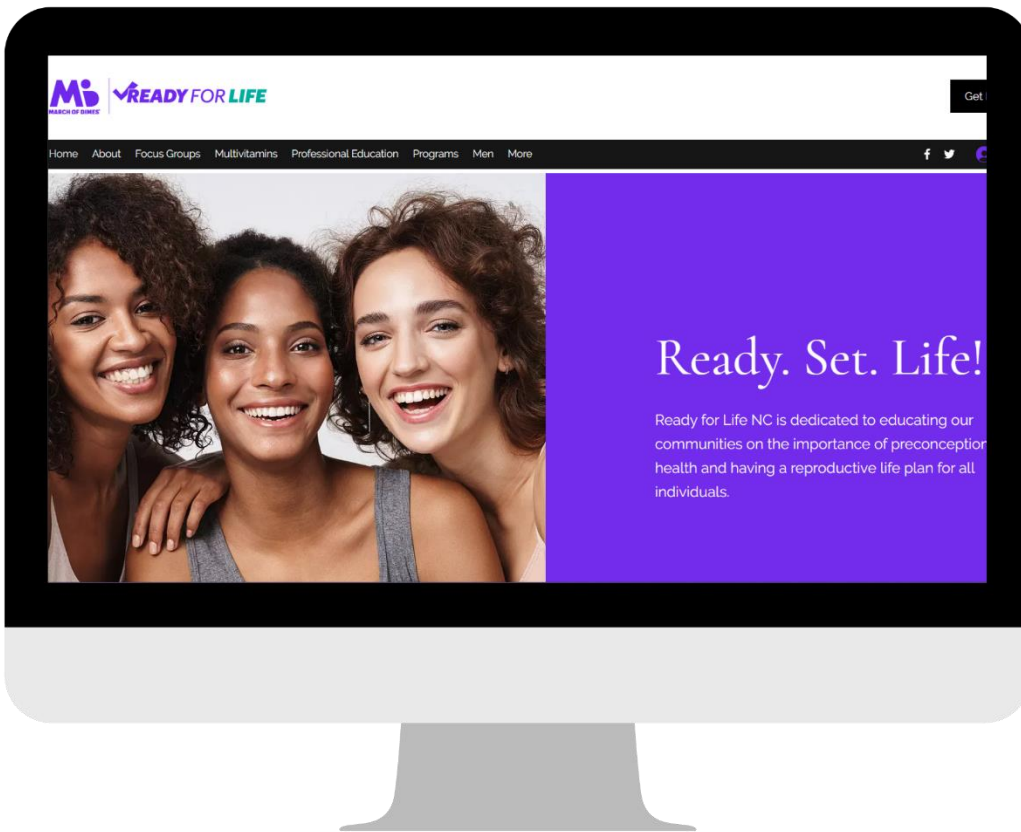 MARCH OF DIMES
READY FOR LIFE
Get
Home About Focus Groups Multivitamins Professional Education Programs Men More
Ready. Set. Life!
Ready for Life NC is dedicated to educating our
communities on the importance of preconception
health and having a reproductive life plan for all
individuals.